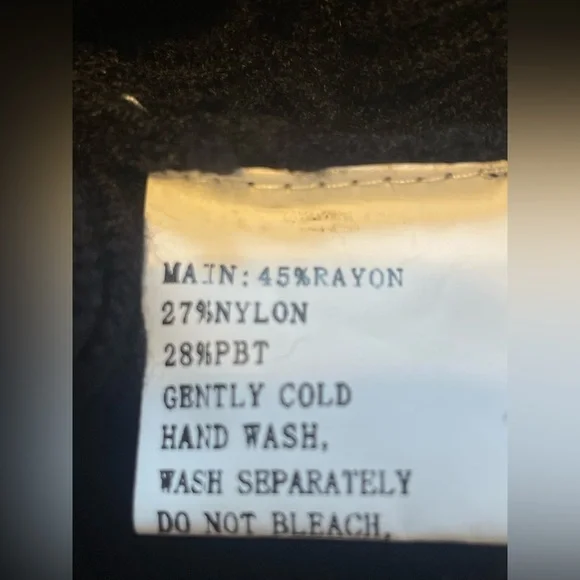 MAIN: 45%RAYON
27%NYLON
28%PBT
GENTLY COLD
HAND WASH,
WASH SEPARATELY
DO NOT BLEACH,